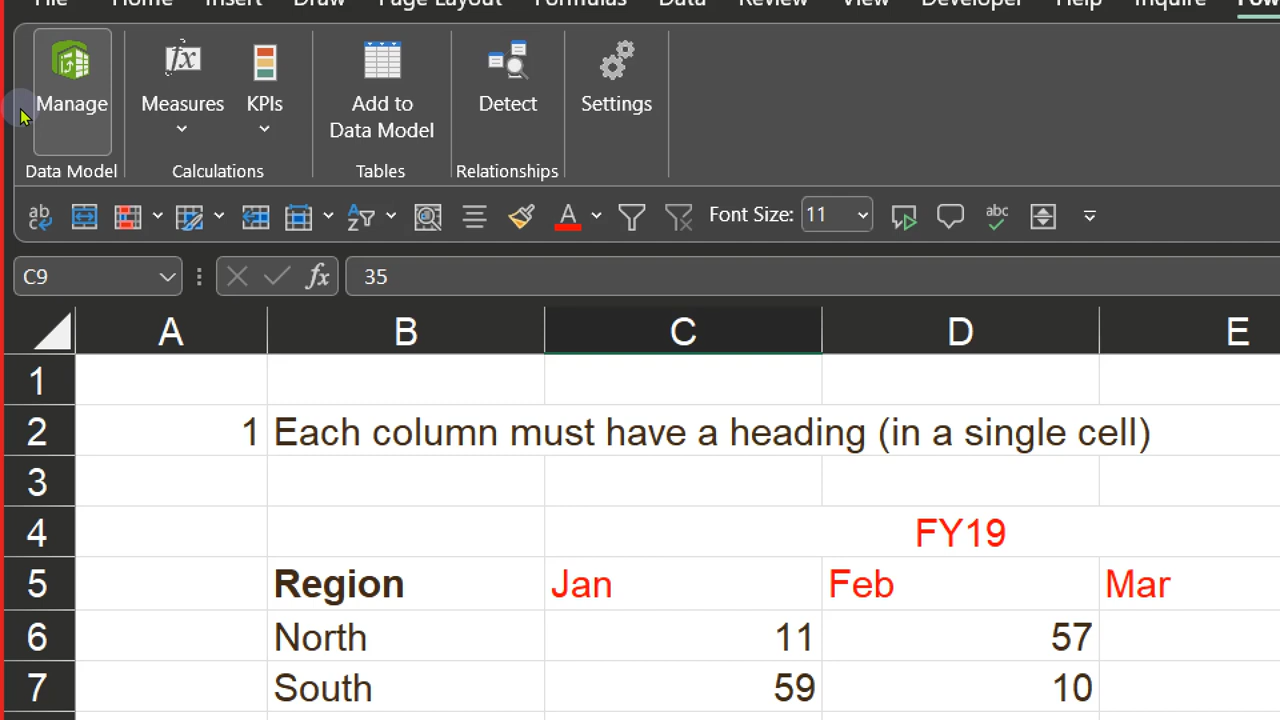 File Home Insert Draw Page Layout Formulas Data Review View Developer Help Inquire
Manage Measures KPIs Add to Data Model Detect Settings
Data Model Calculations Tables Relationships
ab c A Z A Font Size: 11 abc
C9 fx 35
A B C D E
1
2 1 Each column must have a heading (in a single cell)
3
4 FY19
5 Region Jan Feb Mar
6 North 11 57
7 South 59 10